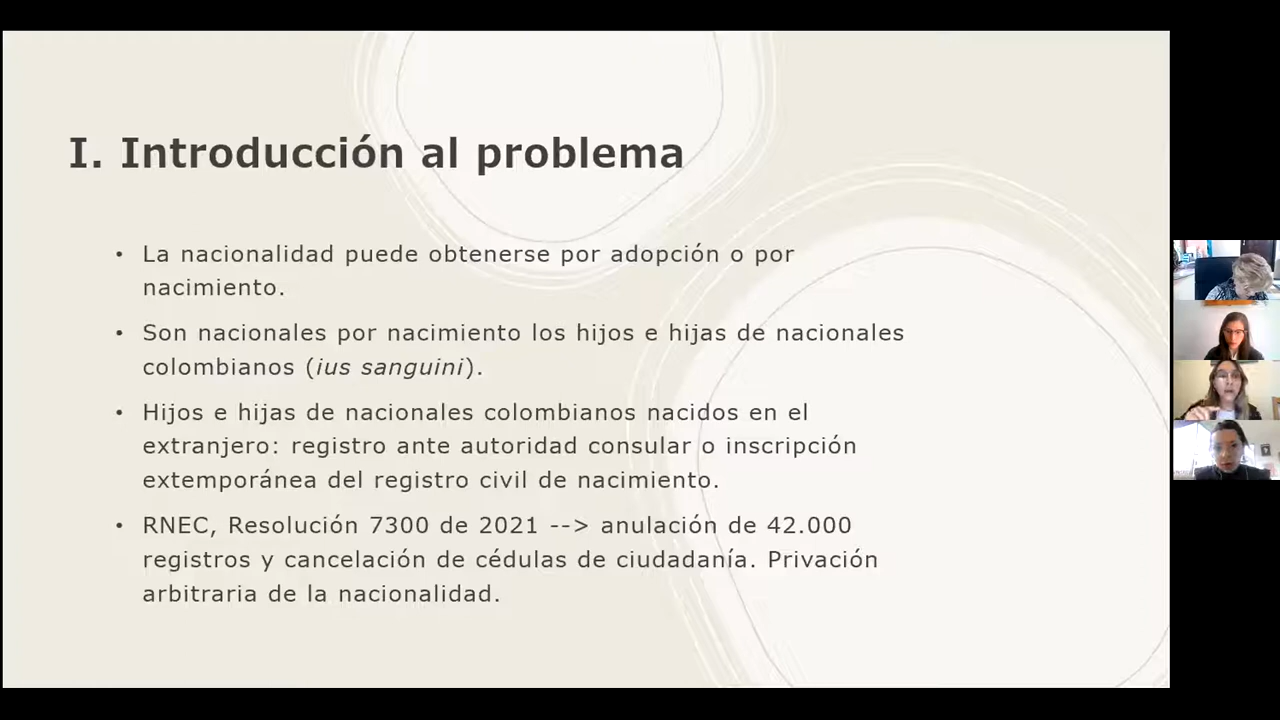 I. Introducción al problema
• La nacionalidad puede obtenerse por adopción o por
nacimiento.
• Son nacionales por nacimiento los hijos e hijas de nacionales
colombianos (ius sanguini).
• Hijos e hijas de nacionales colombianos nacidos en el
extranjero: registro ante autoridad consular o inscripción
extemporánea del registro civil de nacimiento.
• RNEC, Resolución 7300 de 2021 --> anulación de 42.000
registros y cancelación de cédulas de ciudadanía. Privación
arbitraria de la nacionalidad.